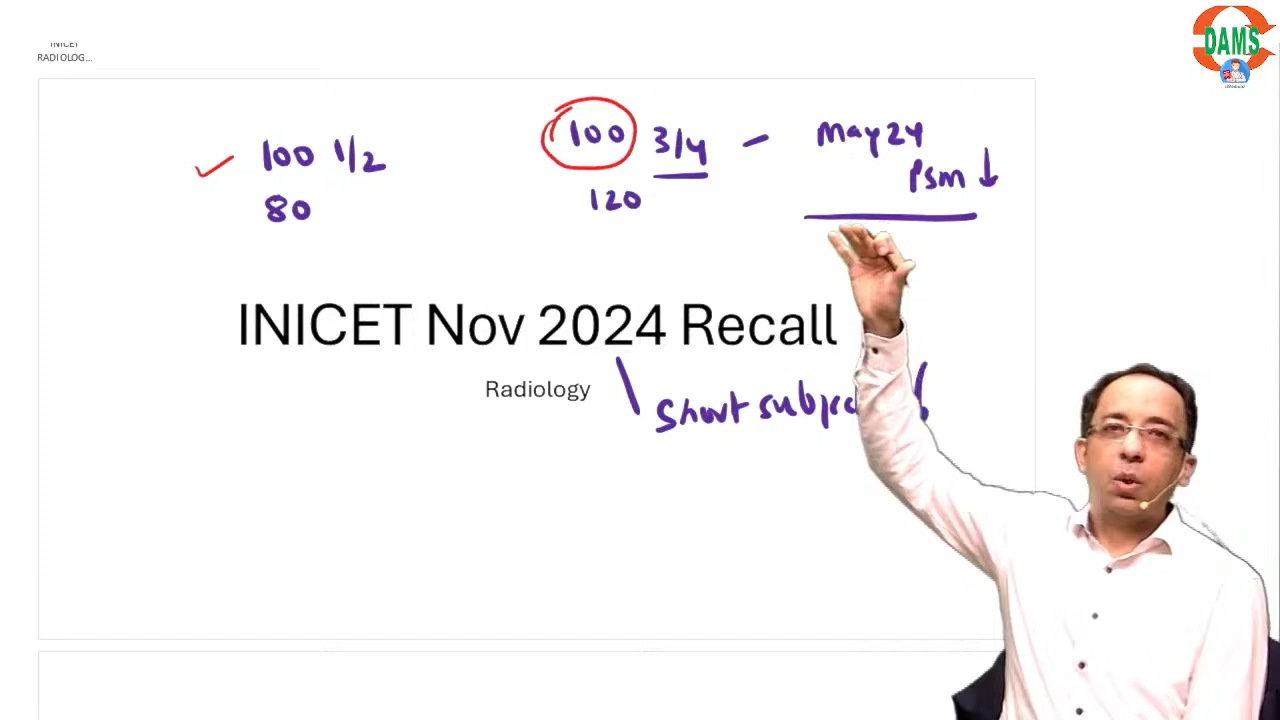 INICET
RADIOLOG...
DAMS
100 1/2
80
100 3/4 - May 24
120
PSM ↓
INICET Nov 2024 Recall
Radiology
Short